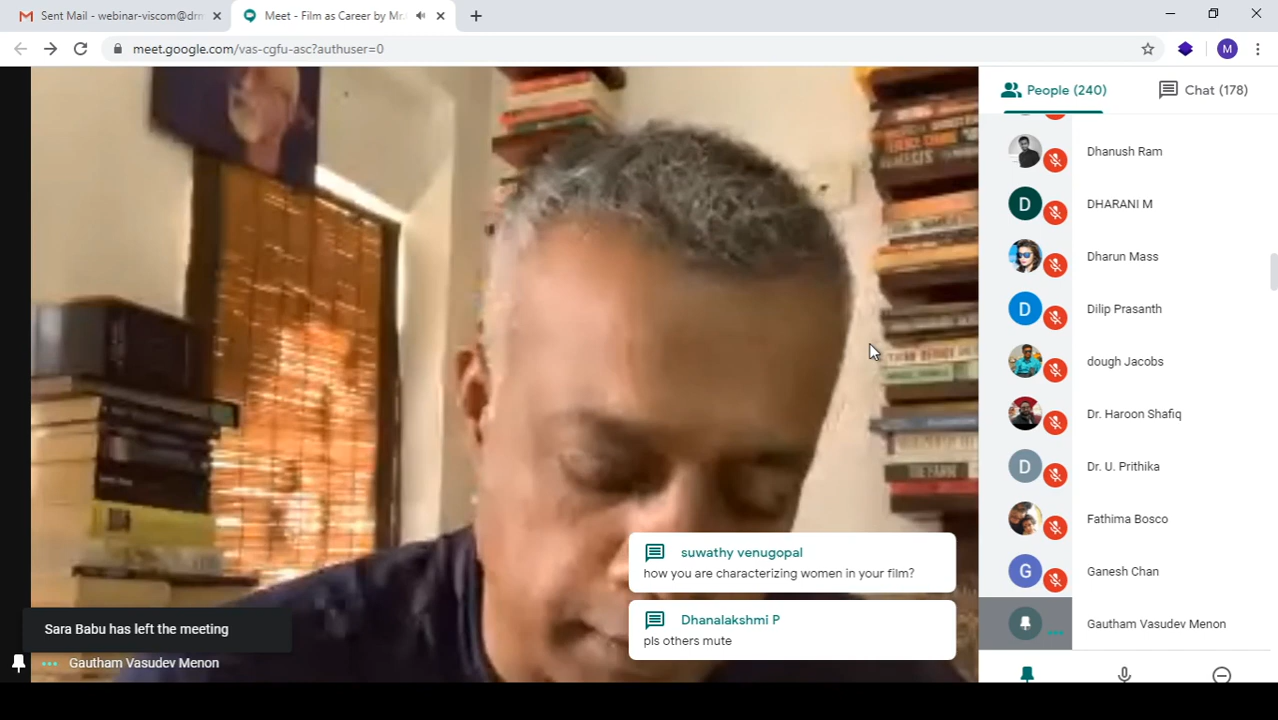 Sent Mail - webinar-viscom@drm
Meet - Film as Career by Mr.
meet.google.com/vas-cgfu-asc?authuser=0
M
People (240)
Chat (178)
Dhanush Ram
D
DHARANI M
Dharun Mass
D
Dilip Prasanth
dough Jacobs
Dr. Haroon Shafiq
D
Dr. U. Prithika
Fathima Bosco
G
Ganesh Chan
Gautham Vasudev Menon
suwathy venugopal
how you are characterizing women in your film?
Dhanalakshmi P
pls others mute
Sara Babu has left the meeting
Gautham Vasudev Menon
NEMESIS